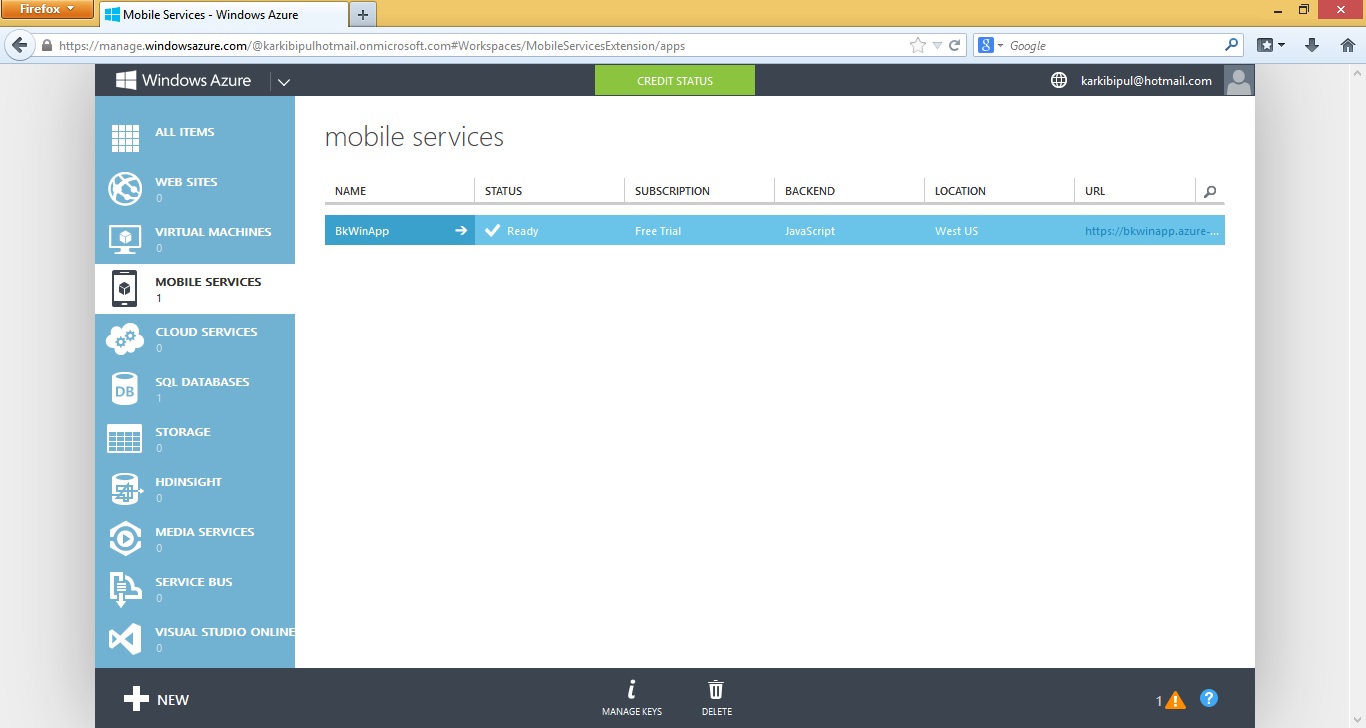 Firefox
Mobile Services - Windows Azure
https://manage.windowsazure.com/@karkibipulhotmail.onmicrosoft.com#Workspaces/MobileServicesExtension/apps
8 Google
Windows Azure
CREDIT STATUS
karkibipul@hotmail.com
ALL ITEMS
WEB SITES
0
VIRTUAL MACHINES
0
MOBILE SERVICES
1
CLOUD SERVICES
0
DB
SQL DATABASES
1
STORAGE
0
HDINSIGHT
0
MEDIA SERVICES
0
SERVICE BUS
0
VISUAL STUDIO ONLINE
0
mobile services
NAME STATUS SUBSCRIPTION BACKEND LOCATION URL
BkWinApp Ready Free Trial JavaScript West US https://bkwinapp.azure-...
NEW
MANAGE KEYS
DELETE
1
?